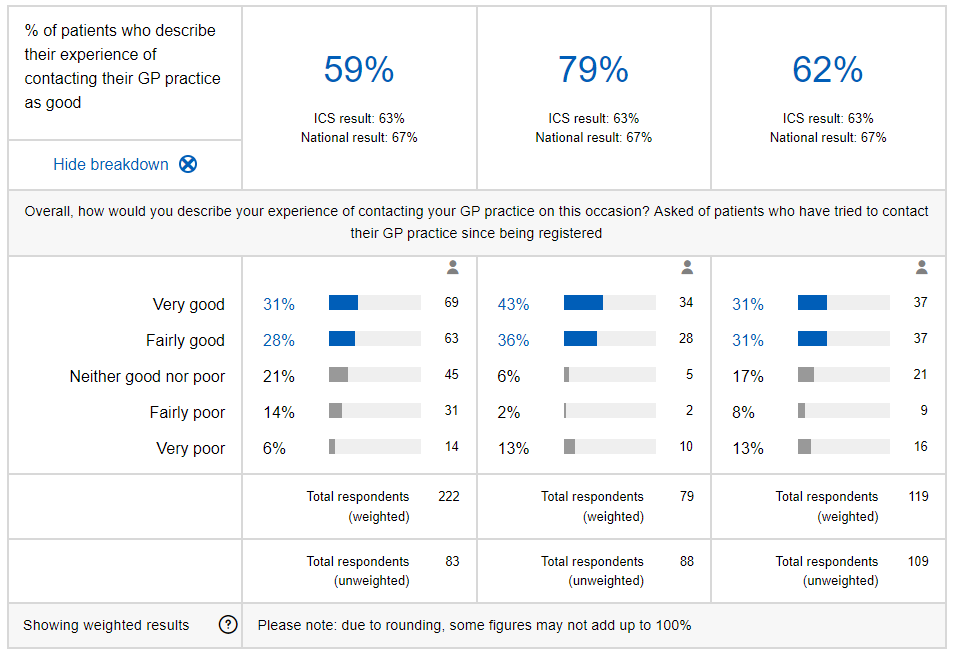 % of patients who describe
their experience of
contacting their GP practice
as good
Hide breakdown
59%
ICS result: 63%
National result: 67%
79%
ICS result: 63%
National result: 67%
62%
ICS result: 63%
National result: 67%
Overall, how would you describe your experience of contacting your GP practice on this occasion? Asked of patients who have tried to contact
their GP practice since being registered
Very good 31% 69 43% 34 31% 37
Fairly good 28% 63 36% 28 31% 37
Neither good nor poor 21% 45 6% 5 17% 21
Fairly poor 14% 31 2% 2 8% 9
Very poor 6% 14 13% 10 13% 16
Total respondents 222 Total respondents 79 Total respondents 119
(weighted) (weighted) (weighted)
Total respondents 83 Total respondents 88 Total respondents 109
(unweighted) (unweighted) (unweighted)
Showing weighted results ? Please note: due to rounding, some figures may not add up to 100%